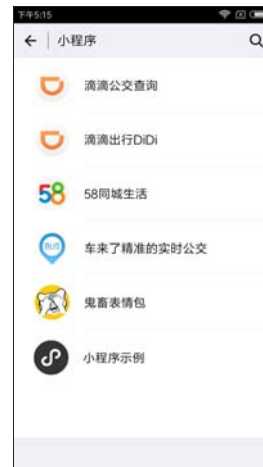 下午5:15
小程序
滴滴公交查询
滴滴出行DiDi
58 58同城生活
BUS 车来了精准的实时公交
鬼畜表情包
小程序示例